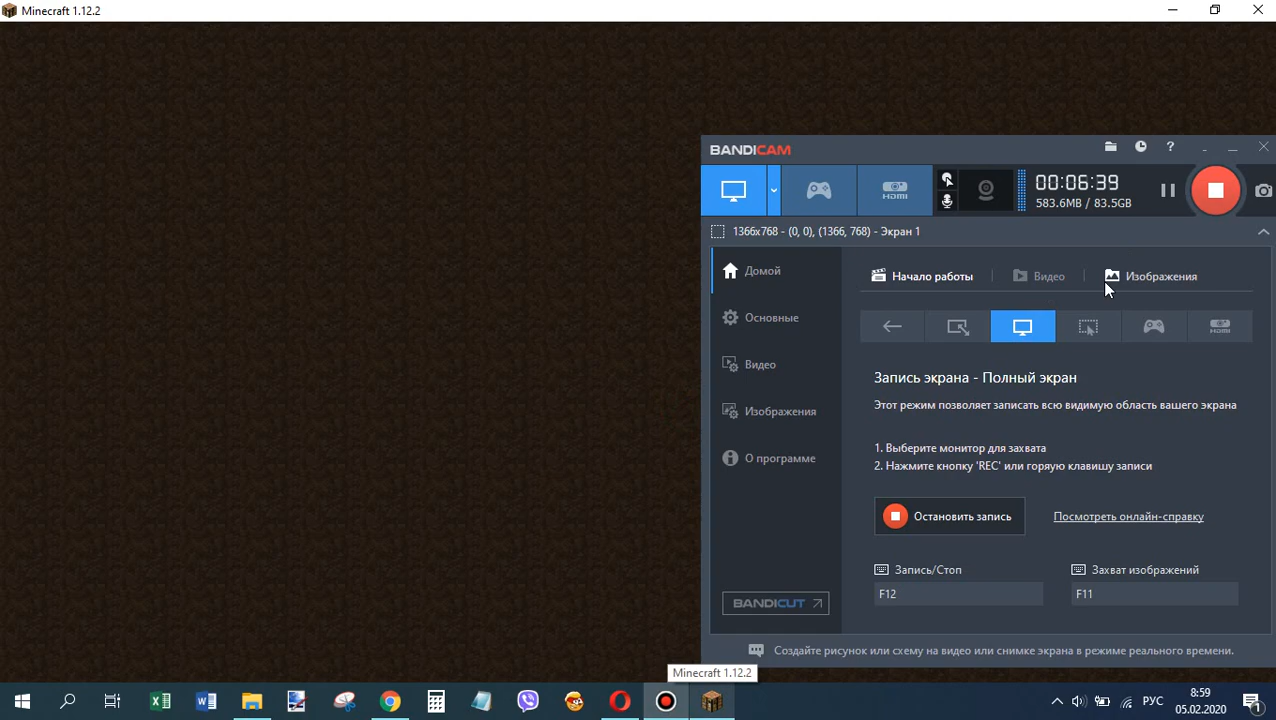 Minecraft 1.12.2
BANDICAM
HDMI
00:06:39
583.6MB / 83.5GB
1366x768 - (0, 0), (1366, 768) - Экран 1
Домой
Основные
Видео
Изображения
О программе
BANDICUT
Начало работы
Видео
Изображения
HDMI
Запись экрана - Полный экран
Этот режим позволяет записать всю видимую область вашего экрана
1. Выберите монитор для захвата
2. Нажмите кнопку 'REC' или горяую клавишу записи
Остановить запись
Посмотреть онлайн-справку
Запись/Стоп
Захват изображений
F12
F11
Создайте рисунок или схему на видео или снимке экрана в режиме реального времени.
Minecraft 1.12.2
РУС
8:59
05.02.2020
1